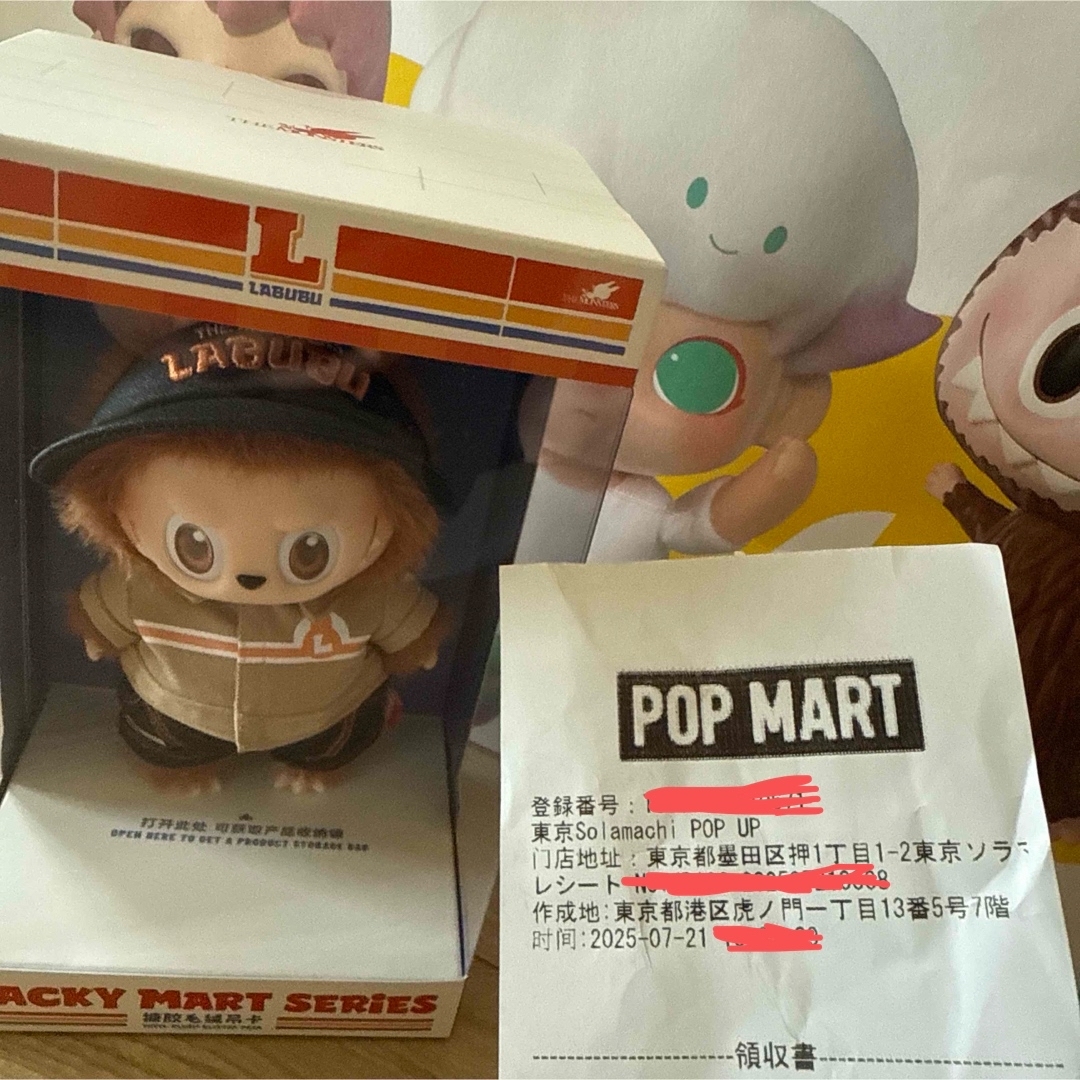 THE MONSTERS
L
LABUBU
THE MONSTERS
LABUBU
L
打开此处 可获取产品收纳袋
OPEN HERE TO GET A PRODUCT STORAGE BAG
ACKY MART SERIES
搪胶毛绒吊卡
POP MART
登録番号:
東京Solamachi POP UP
门店地址:東京都墨田区押1丁目1-2東京ソラマ
レシート
作成地:東京都港区虎ノ門一丁目13番5号7階
时间:2025-07-21
領収書